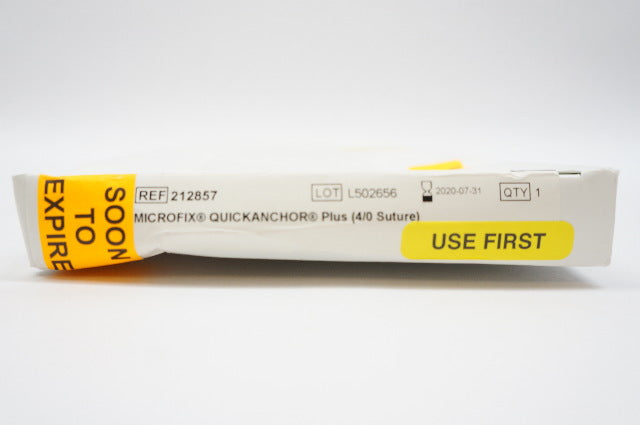 SOON
TO
EXPIRE
REF 212857
LOT L502656
2020-07-31
QTY 1
MICROFIX® QUICKANCHOR® Plus (4/0 Suture)
USE FIRST